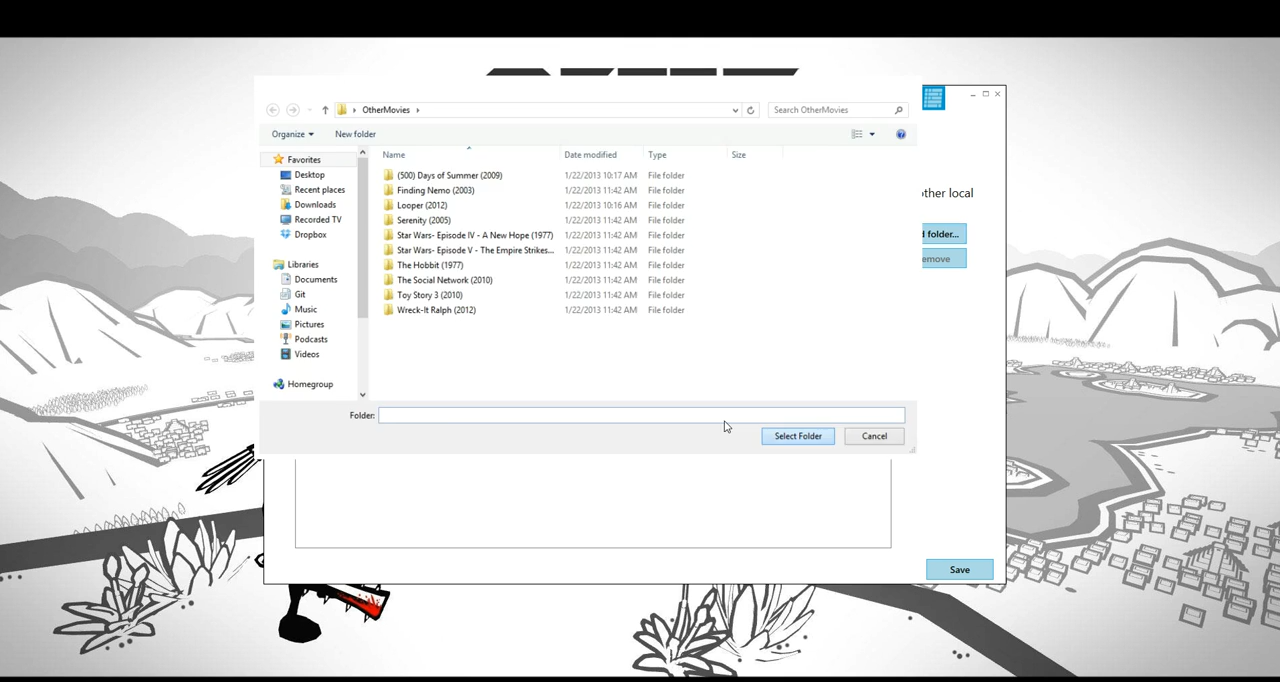 OtherMovies
Search OtherMovies
Organize
New folder
Name Date modified Type Size
Favorites
Desktop
Recent places
Downloads
Recorded TV
Dropbox
Libraries
Documents
Git
Music
Pictures
Podcasts
Videos
Homegroup
(500) Days of Summer (2009) 1/22/2013 10:17 AM File folder
Finding Nemo (2003) 1/22/2013 11:42 AM File folder
Looper (2012) 1/22/2013 10:16 AM File folder
Serenity (2005) 1/22/2013 11:42 AM File folder
Star Wars- Episode IV - A New Hope (1977) 1/22/2013 11:42 AM File folder
Star Wars- Episode V - The Empire Strikes... 1/22/2013 11:42 AM File folder
The Hobbit (1977) 1/22/2013 11:42 AM File folder
The Social Network (2010) 1/22/2013 11:42 AM File folder
Toy Story 3 (2010) 1/22/2013 11:42 AM File folder
Wreck-It Ralph (2012) 1/22/2013 11:42 AM File folder
Folder:
Select Folder
Cancel
other local
folder...
emove
Save